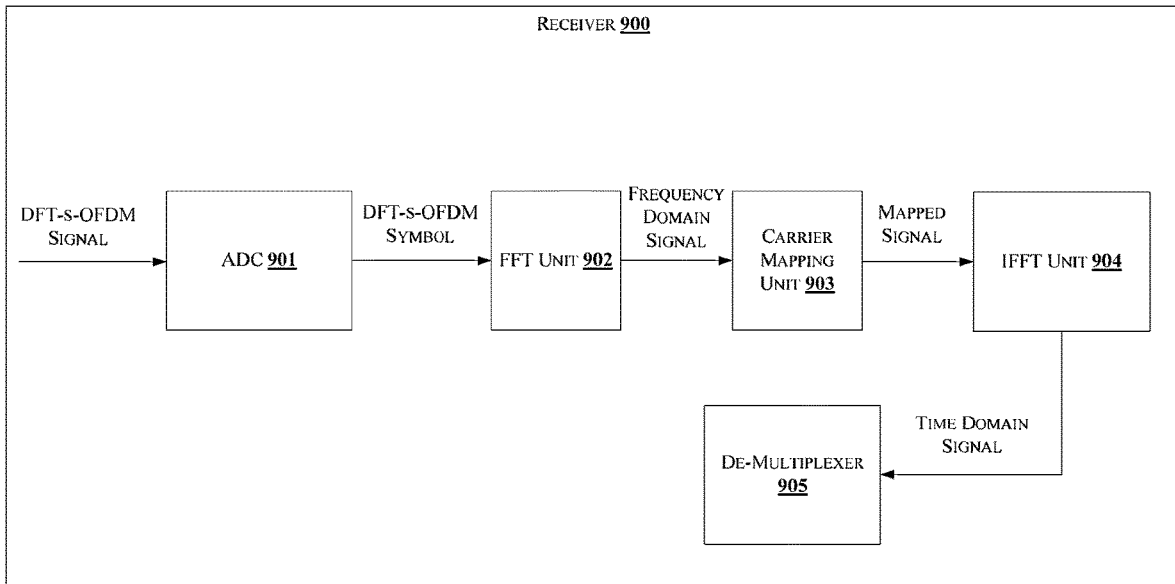 RECEIVER 900
DFT-S-OFDM
SIGNAL
ADC 901
DFT-S-OFDM
SYMBOL
FFT UNIT 902
FREQUENCY
DOMAIN
SIGNAL
CARRIER
MAPPING
UNIT 903
MAPPED
SIGNAL
IFFT UNIT 904
TIME DOMAIN
SIGNAL
DE-MULTIPLEXER
905